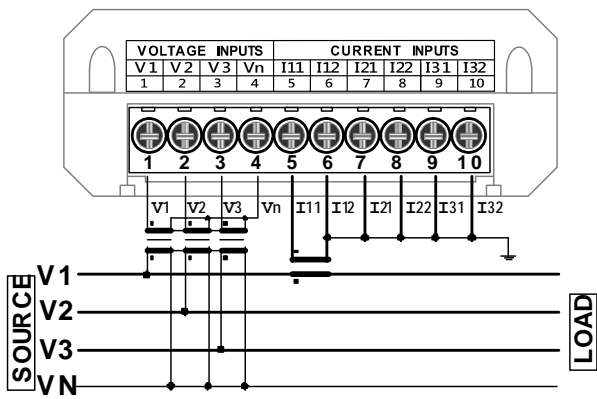 VOLTAGE INPUTS CURRENT INPUTS
V1 V2 V3 Vn I11 I12 I21 I22 I31 I32
1 2 3 4 5 6 7 8 9 10
1 2 3 4 5 6 7 8 9 10
V1 V2 V3 Vn I11 I12 I21 I22 I31 I32
SOURCE
V1
V2
V3
VN
LOAD